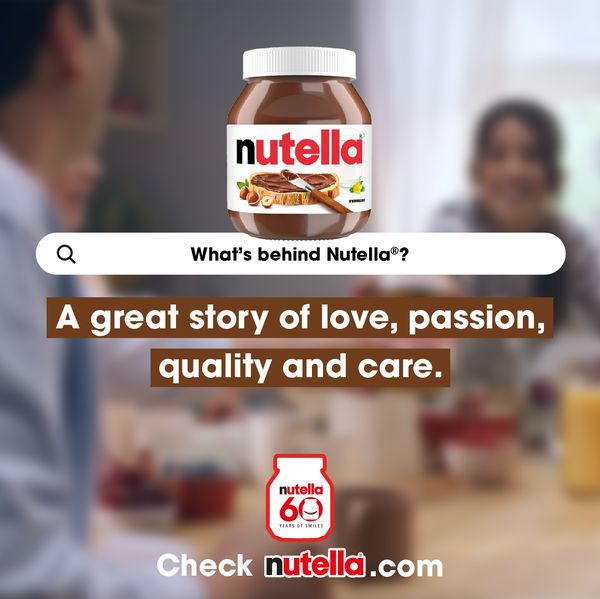 nutella®
FERRERO
What's behind Nutella®?
A great story of love, passion,
quality and care.
nutella
60
YEARS OF SMILES
Check nutella.com